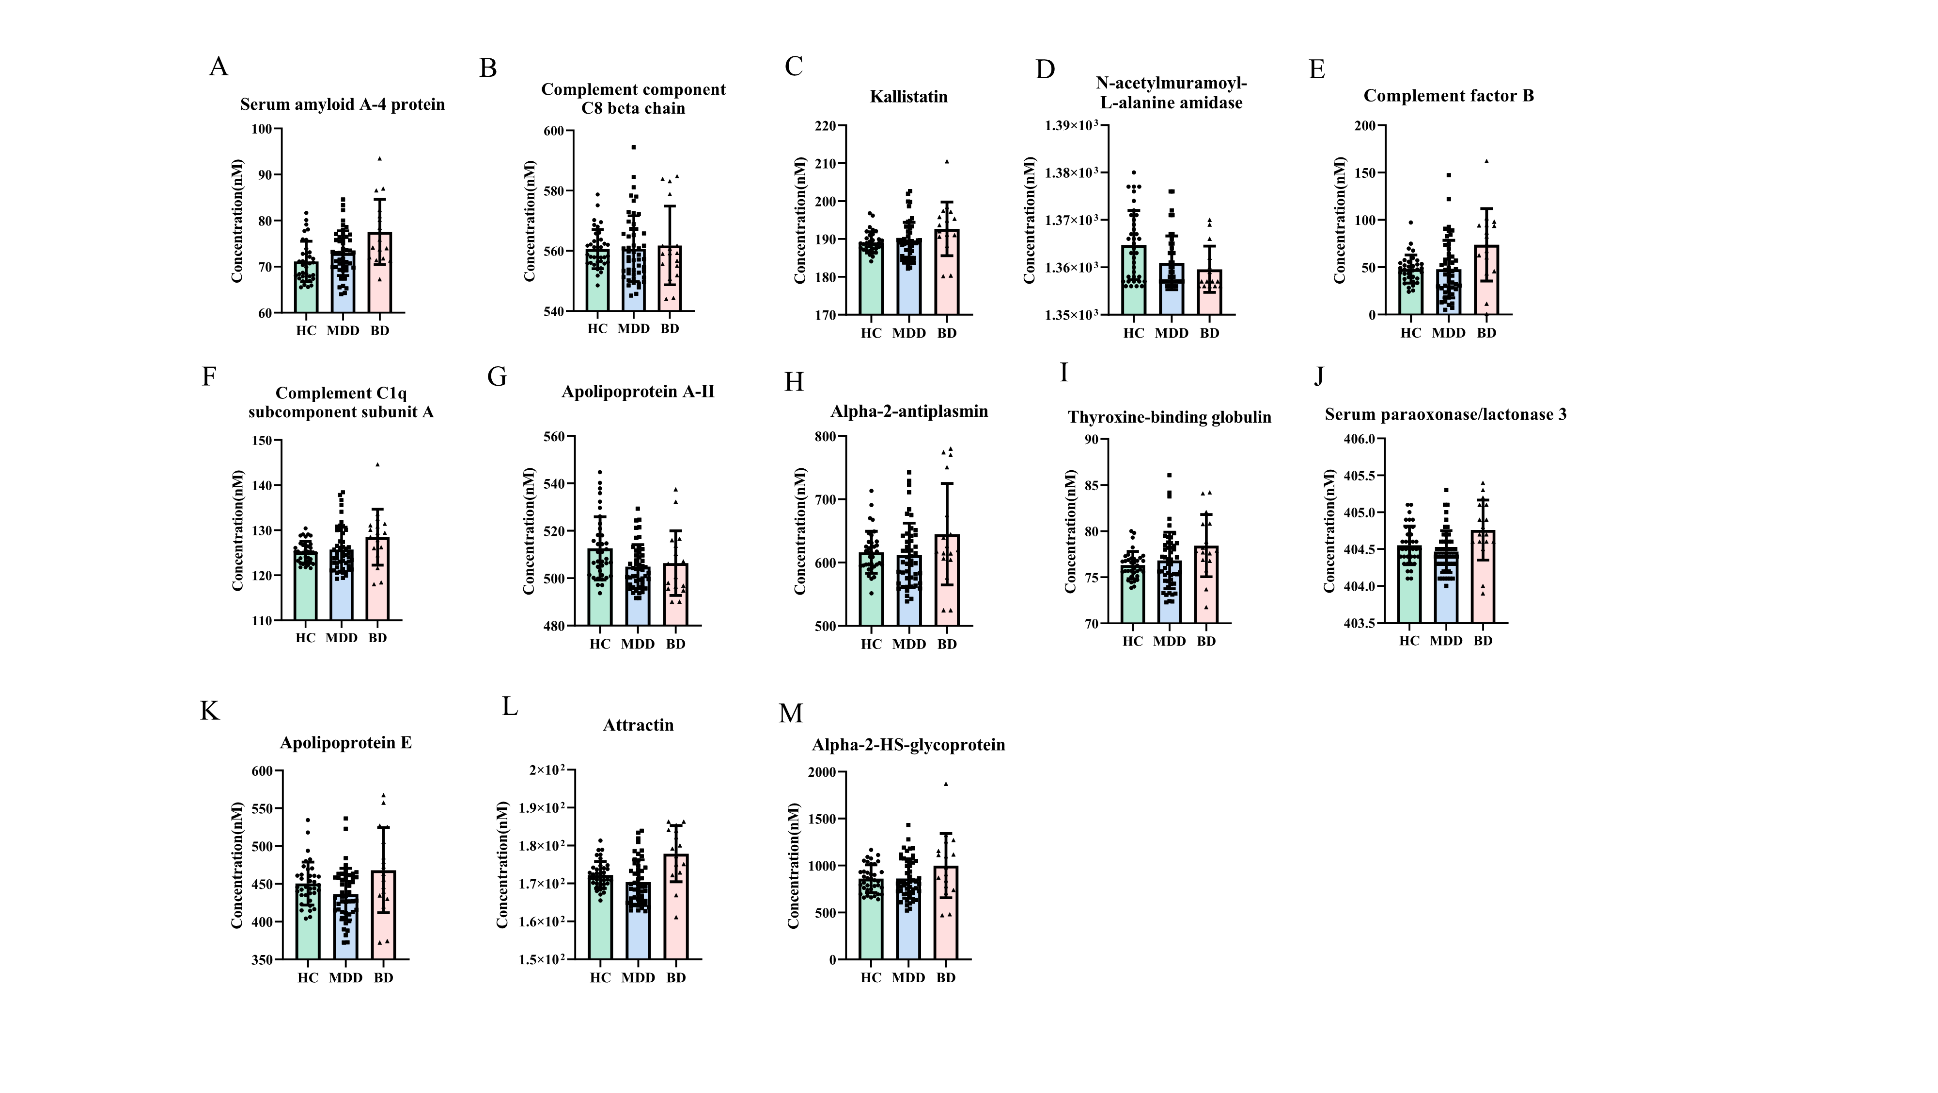 A
Serum amyloid A-4 protein
Concentration(nM)
100
90
80
70
60
HC MDD BD
B
Complement component
C8 beta chain
Concentration(nM)
600
580
560
540
HC MDD BD
C
Kallistatin
Concentration(nM)
220
210
200
190
180
170
HC MDD BD
D
N-acetylmuramoyl-
L-alanine amidase
Concentration(nM)
1.39×10³
1.38×10³
1.37×10³
1.36×10³
1.35×10³
HC MDD BD
E
Complement factor B
Concentration(nM)
200
150
100
50
0
HC MDD BD
F
Complement C1q
subcomponent subunit A
Concentration(nM)
150
140
130
120
110
HC MDD BD
G
Apolipoprotein A-II
Concentration(nM)
560
540
520
500
480
HC MDD BD
H
Alpha-2-antiplasmin
Concentration(nM)
800
700
600
500
HC MDD BD
I
Thyroxine-binding globulin
Concentration(nM)
90
85
80
75
70
HC MDD BD
J
Serum paraoxonase/lactonase 3
Concentration(nM)
406.0
405.5
405.0
404.5
404.0
403.5
HC MDD BD
K
Apolipoprotein E
Concentration(nM)
600
550
500
450
400
350
HC MDD BD
L
Attractin
Concentration(nM)
2×10²
1.9×10²
1.8×10²
1.7×10²
1.6×10²
1.5×10²
HC MDD BD
M
Alpha-2-HS-glycoprotein
Concentration(nM)
2000
1500
1000
500
0
HC MDD BD